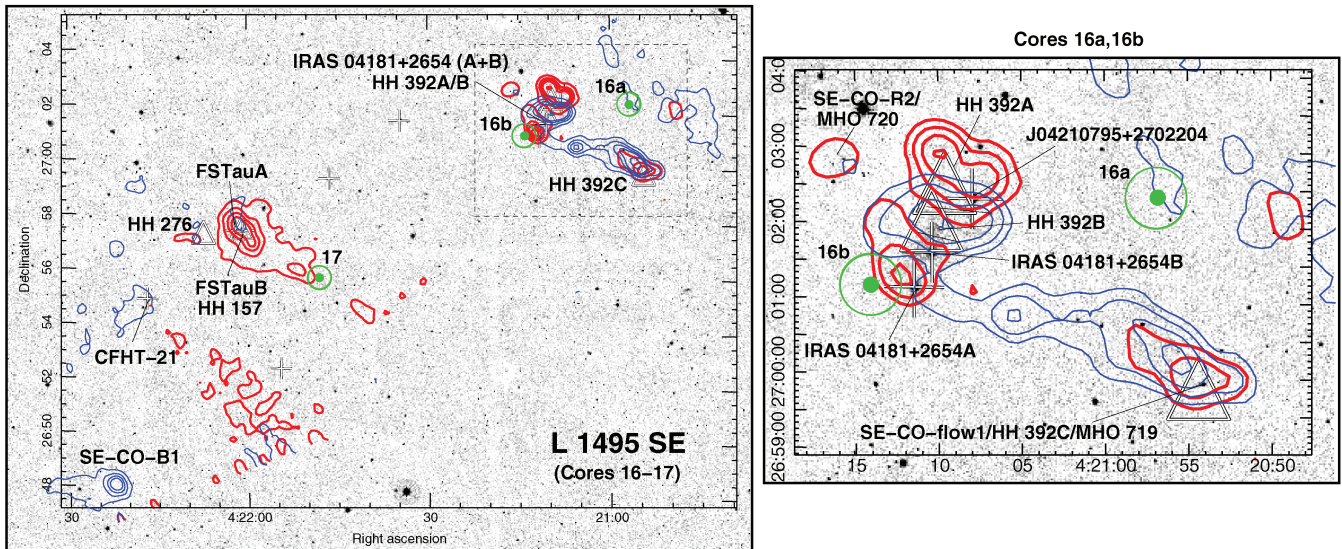 Cores 16a,16b
04
02
27:00
58
56
54
52
26:50
48
Declination
IRAS 04181+2654 (A+B)
HH 392A/B
16a
16b
HH 392C
FSTauA
HH 276
17
FSTauB
HH 157
CFHT−21
SE−CO−B1
L 1495 SE
(Cores 16−17)
30
4:22:00
30
21:00
Right ascension
04:0
03:00
02:00
01:00
27:00:00
26:59:00
SE−CO−R2/
MHO 720
HH 392A
J04210795+2702204
16a
HH 392B
16b
IRAS 04181+2654B
IRAS 04181+2654A
SE−CO−flow1/HH 392C/MHO 719
15
10
05
4:21:00
55
20:50